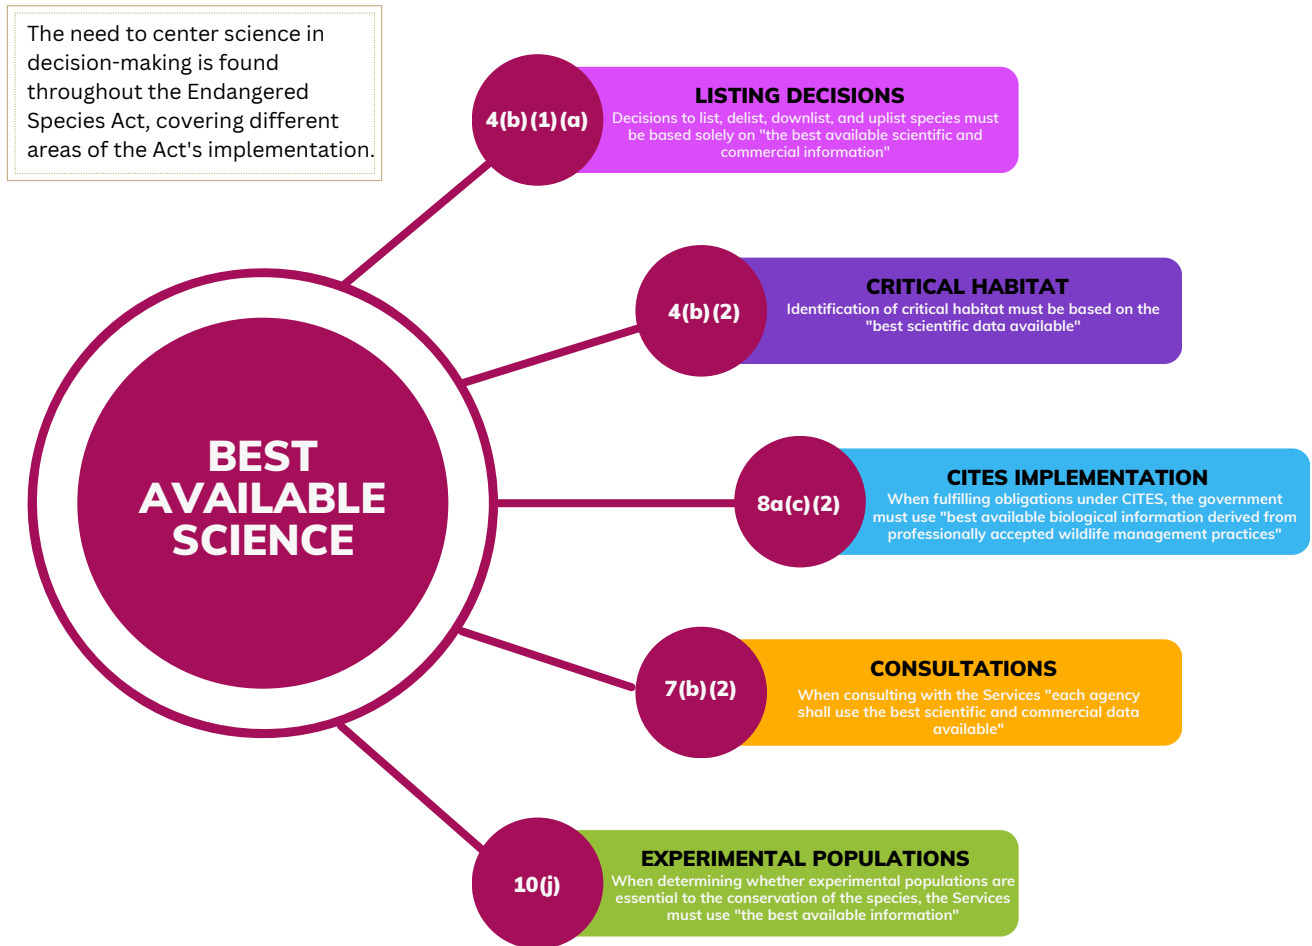 The need to center science in
decision-making is found
throughout the Endangered
Species Act, covering different
areas of the Act's implementation.
4(b)(1)(a)
LISTING DECISIONS
Decisions to list, delist, downlist, and uplist species must
be based solely on "the best available scientific and
commercial information"
4(b)(2)
CRITICAL HABITAT
Identification of critical habitat must be based on the
"best scientific data available"
BEST
AVAILABLE
SCIENCE
8a(c)(2)
CITES IMPLEMENTATION
When fulfilling obligations under CITES, the government
must use "best available biological information derived from
professionally accepted wildlife management practices"
7(b)(2)
CONSULTATIONS
When consulting with the Services "each agency
shall use the best scientific and commercial data
available"
10(j)
EXPERIMENTAL POPULATIONS
When determining whether experimental populations are
essential to the conservation of the species, the Services
must use "the best available information"